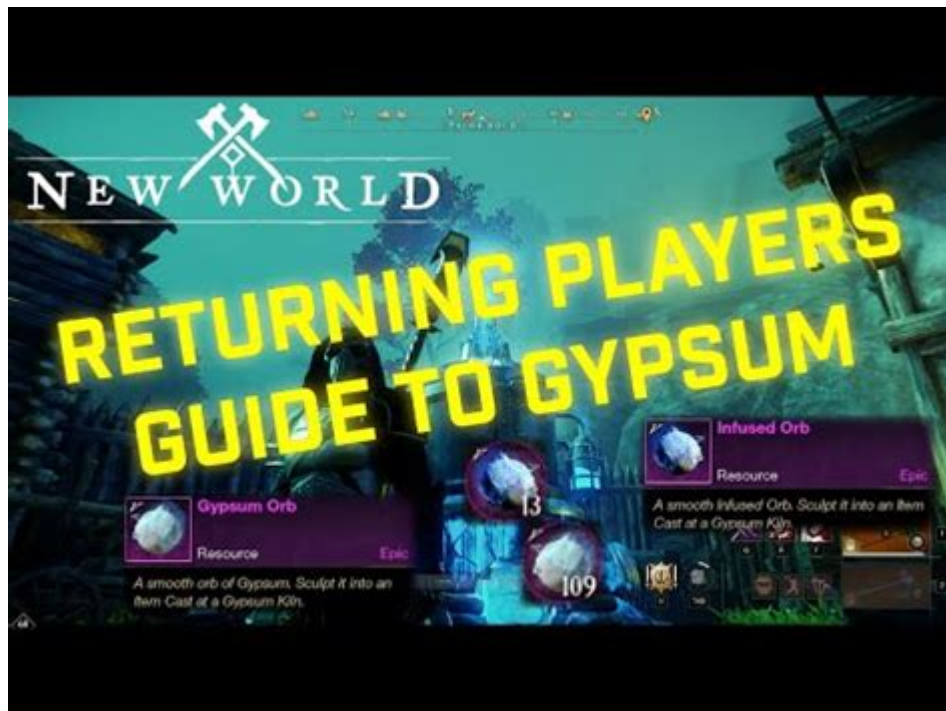 NEW WORLD
RETURNING PLAYERS
GUIDE TO GYPSUM
Infused Orb
Resource Epic
A smooth Infused Orb. Sculpt it into an Item
Cast at a Gypsum Kiln.
13
109
Gypsum Orb
Resource Epic
A smooth orb of Gypsum. Sculpt it into an
Item Cast at a Gypsum Kiln.